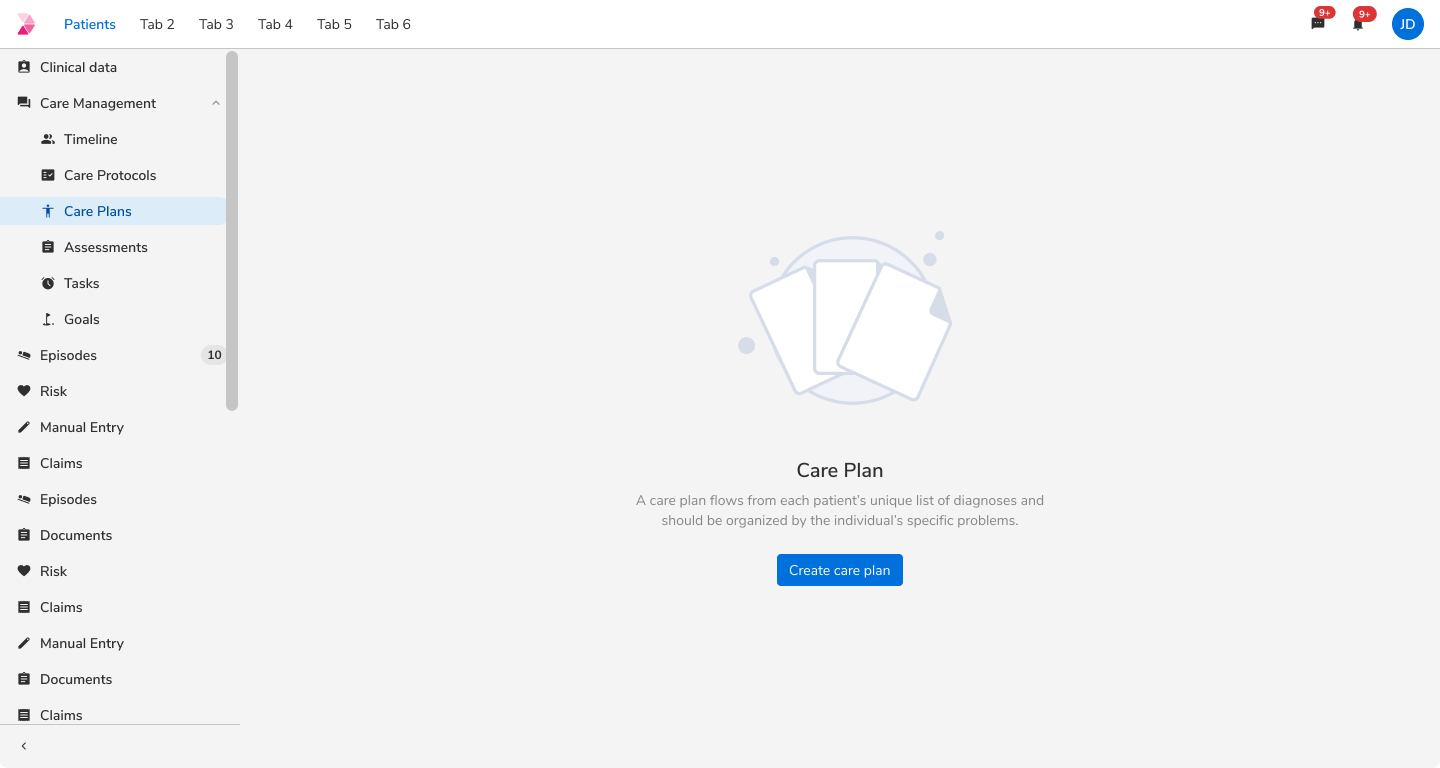 Patients Tab 2 Tab 3 Tab 4 Tab 5 Tab 6 9+ 9+ JD
Clinical data
Care Management
Timeline
Care Protocols
Care Plans
Assessments
Tasks
Goals
Episodes 10
Risk
Manual Entry
Claims
Episodes
Documents
Risk
Claims
Manual Entry
Documents
Claims
Care Plan
A care plan flows from each patient's unique list of diagnoses and
should be organized by the individual's specific problems.
Create care plan